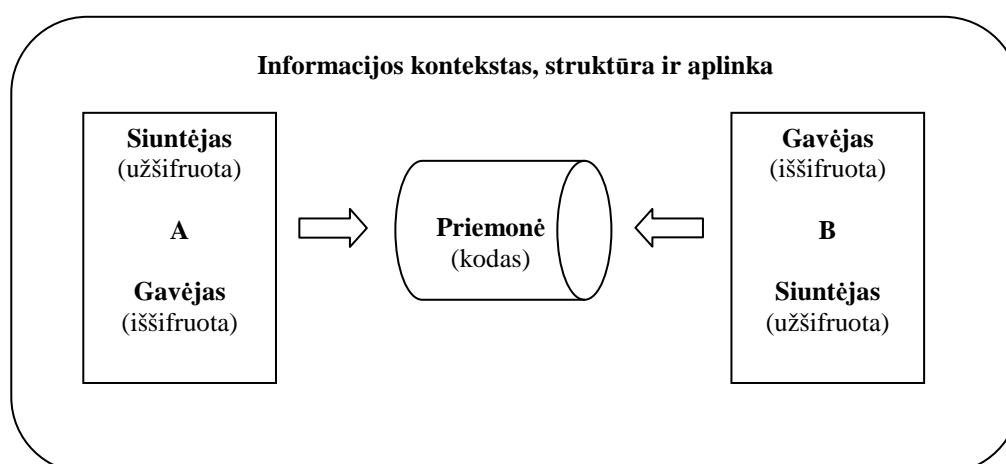 Informacijos kontekstas, struktūra ir aplinka
Siuntėjas
(užšifruota)
A
Gavėjas
(iššifruota)
Priemonė
(kodas)
Gavėjas
(iššifruota)
B
Siuntėjas
(užšifruota)